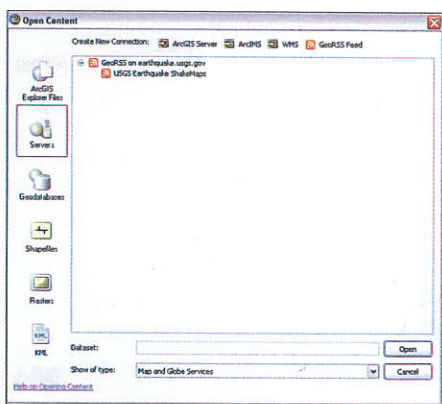 Open Content
Create New Connection: ArcGIS Server ArcIMS WMS GeoRSS Feed
GeoRSS on earthquake.usgs.gov
USGS Earthquake ShakeMaps
ArcGIS
Explorer Files
Servers
Geodatabases
Shapefiles
Rasters
KML
KML
Dataset:
Open
Show of type: Map and Globe Services
Cancel
Help on Opening Content